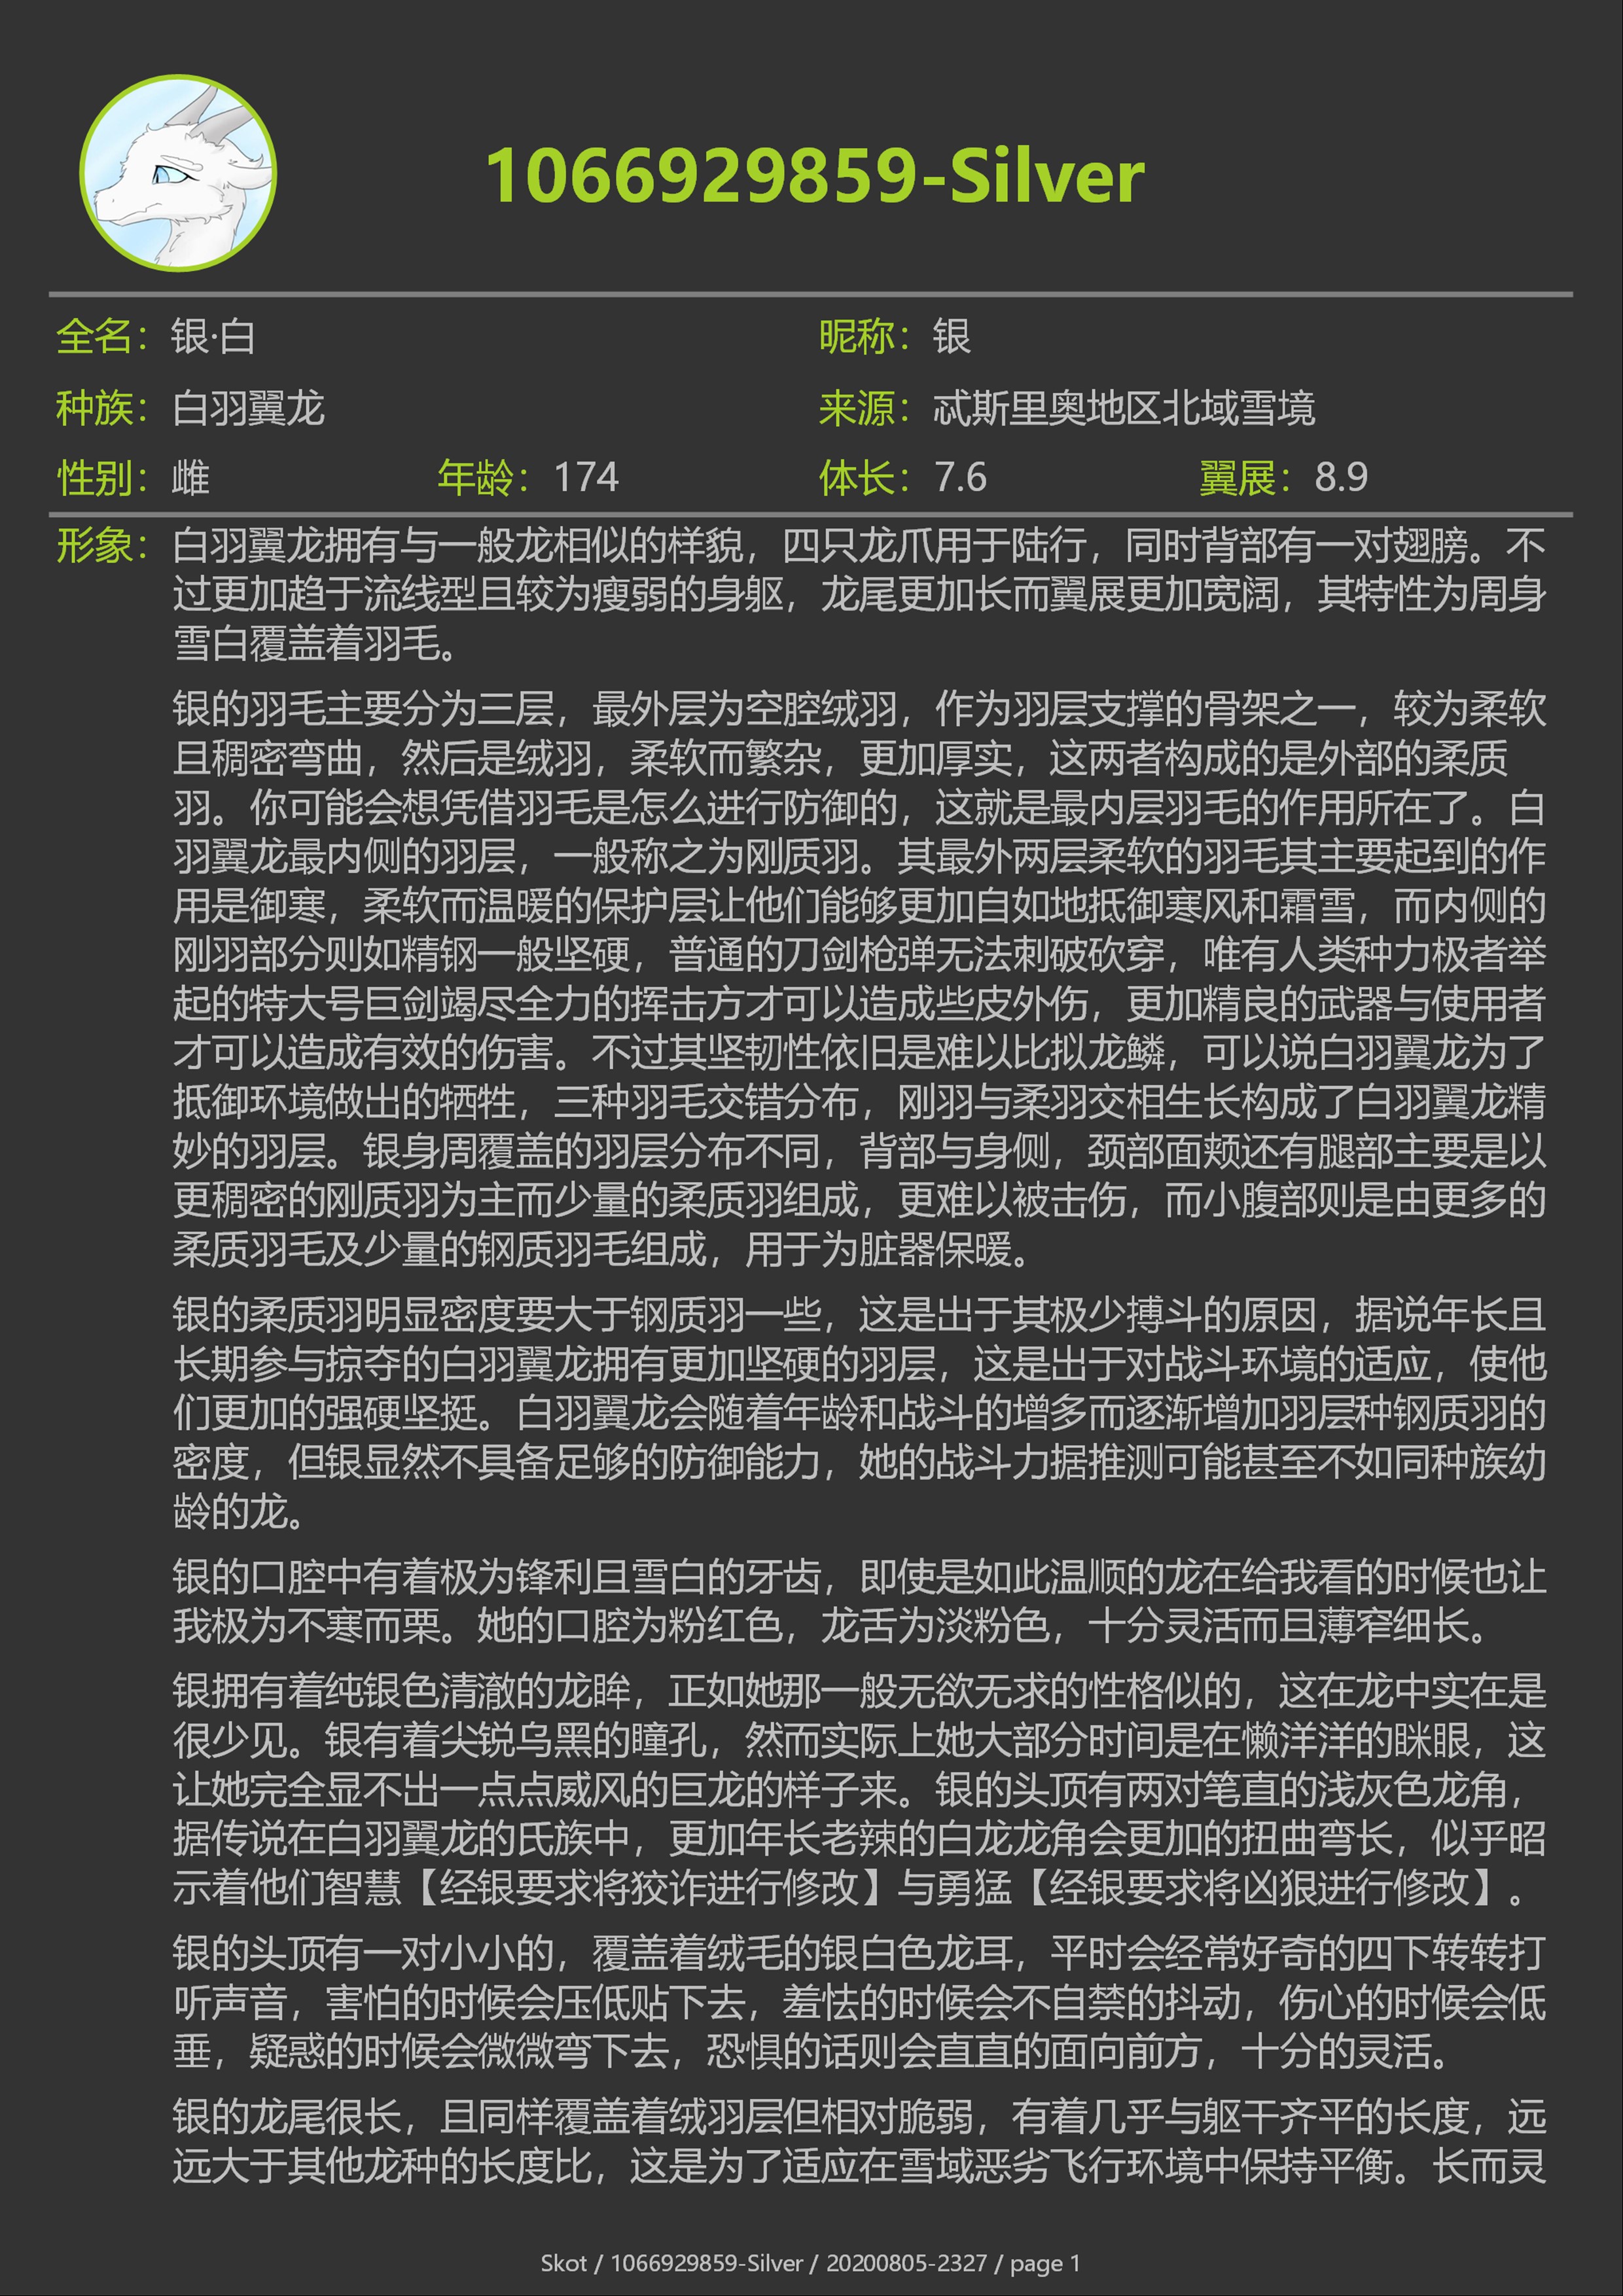 1066929859-Silver
全名：银·白 昵称：银
种族：白羽翼龙 来源：忒斯里奥地区北域雪境
性别：雌 年龄：174 体长：7.6 翼展：8.9
形象：白羽翼龙拥有与一般龙相似的样貌，四只龙爪用于陆行，同时背部有一对翅膀。不
过更加趋于流线型且较为瘦弱的身躯，龙尾更加长而翼展更加宽阔，其特性为周身
雪白覆盖着羽毛。
银的羽毛主要分为三层，最外层为空腔绒羽，作为羽层支撑的骨架之一，较为柔软
且稠密弯曲，然后是绒羽，柔软而繁杂，更加厚实，这两者构成的是外部的柔质
羽。你可能会想凭借羽毛是怎么进行防御的，这就是最内层羽毛的作用所在了。白
羽翼龙最内侧的羽层，一般称之为刚质羽。其最外两层柔软的羽毛其主要起到的作
用是御寒，柔软而温暖的保护层让他们能够更加自如地抵御寒风和霜雪，而内侧的
刚羽部分则如精钢一般坚硬，普通的刀剑枪弹无法刺破砍穿，唯有人类种力极者举
起的特大号巨剑竭尽全力的挥击方才可以造成些皮外伤，更加精良的武器与使用者
才可以造成有效的伤害。不过其坚韧性依旧是难以比拟龙鳞，可以说白羽翼龙为了
抵御环境做出的牺牲，三种羽毛交错分布，刚羽与柔羽交相生长构成了白羽翼龙精
妙的羽层。银身周覆盖的羽层分布不同，背部与身侧，颈部面颊还有腿部主要是以
更稠密的刚质羽为主而少量的柔质羽组成，更难以被击伤，而小腹部则是由更多的
柔质羽毛及少量的钢质羽毛组成，用于为脏器保暖。
银的柔质羽明显密度要大于钢质羽一些，这是出于其极少搏斗的原因，据说年长且
长期参与掠夺的白羽翼龙拥有更加坚硬的羽层，这是出于对战斗环境的适应，使他
们更加的强硬坚挺。白羽翼龙会随着年龄和战斗的增多而逐渐增加羽层种钢质羽的
密度，但银显然不具备足够的防御能力，她的战斗力据推测可能甚至不如同种族幼
龄的龙。
银的口腔中有着极为锋利且雪白的牙齿，即使是如此温顺的龙在给我看的时候也让
我极为不寒而栗。她的口腔为粉红色，龙舌为淡粉色，十分灵活而且薄窄细长。
银拥有着纯银色清澈的龙眸，正如她那一般无欲无求的性格似的，这在龙中实在是
很少见。银有着尖锐乌黑的瞳孔，然而实际上她大部分时间是在懒洋洋的眯眼，这
让她完全显不出一点点威风的巨龙的样子来。银的头顶有两对笔直的浅灰色龙角，
据传说在白羽翼龙的氏族中，更加年长老辣的白龙龙角会更加的扭曲弯长，似乎昭
示着他们智慧【经银要求将狡诈进行修改】与勇猛【经银要求将凶狠进行修改】。
银的头顶有一对小小的，覆盖着绒毛的银白色龙耳，平时会经常好奇的四下转转打
听声音，害怕的时候会压低贴下去，羞怯的时候会不自禁的抖动，伤心的时候会低
垂，疑惑的时候会微微弯下去，恐惧的话则会直直的面向前方，十分的灵活。
银的龙尾很长，且同样覆盖着绒羽层但相对脆弱，有着几乎与躯干齐平的长度，远
远大于其他龙种的长度比，这是为了适应在雪域恶劣飞行环境中保持平衡。长而灵
Skot / 1066929859-Silver / 20200805-2327 / page 1